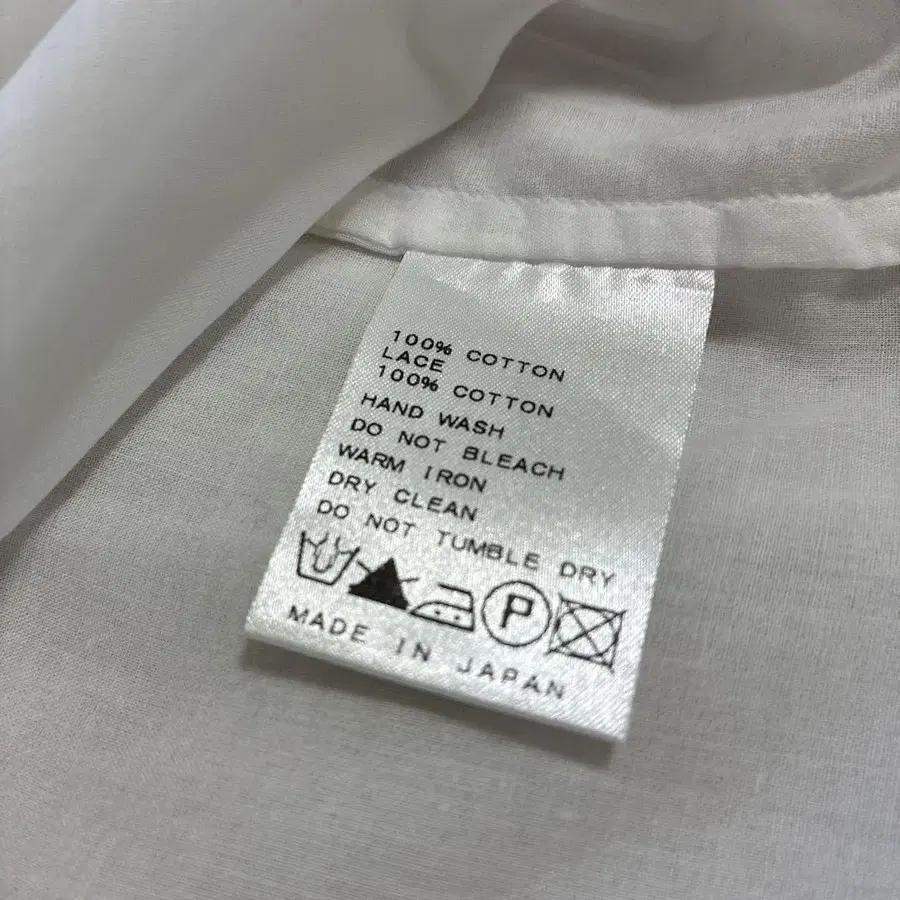 100% COTTON
LACE
100% COTTON
HAND WASH
DO NOT BLEACH
WARM IRON
DRY CLEAN
DO NOT TUMBLE DRY
P
MADE IN JAPAN